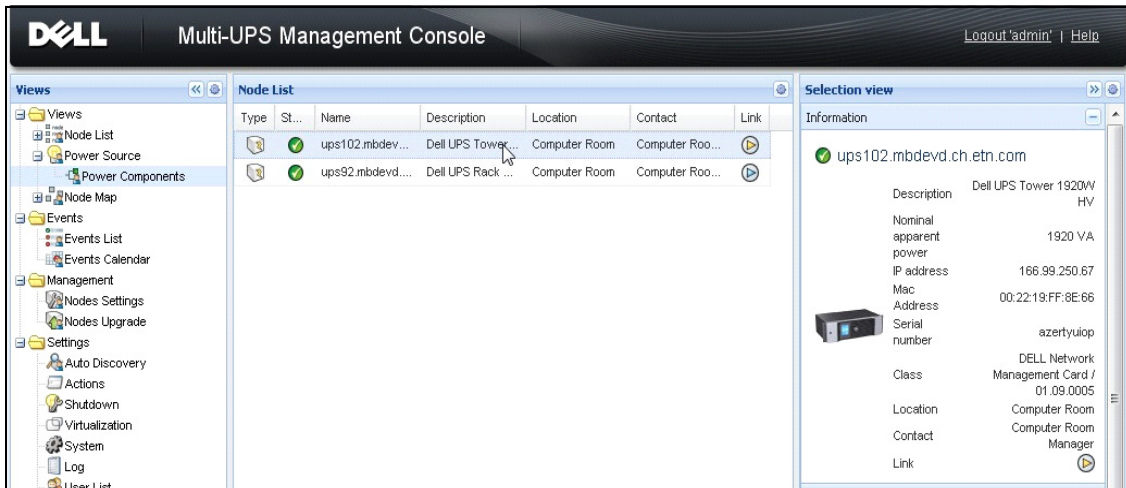 DELL Multi-UPS Management Console Logout 'admin' | Help
Views
Views
Node List
Power Source
Power Components
Node Map
Events
Events List
Events Calendar
Management
Nodes Settings
Nodes Upgrade
Settings
Auto Discovery
Actions
Shutdown
Virtualization
System
Log
User List
Node List
Type St... Name Description Location Contact Link
ups102.mbdev... Dell UPS Tower... Computer Room Computer Roo...
ups92.mbdevd.... Dell UPS Rack ... Computer Room Computer Roo...
Selection view
Information
ups102.mbdevd.ch.etn.com
Description Dell UPS Tower 1920W
HV
Nominal
apparent
power 1920 VA
IP address 166.99.250.67
Mac
Address 00:22:19:FF:8E:66
Serial
number azertyuiop
Class DELL Network
Management Card /
01.09.0005
Location Computer Room
Contact Computer Room
Manager
Link